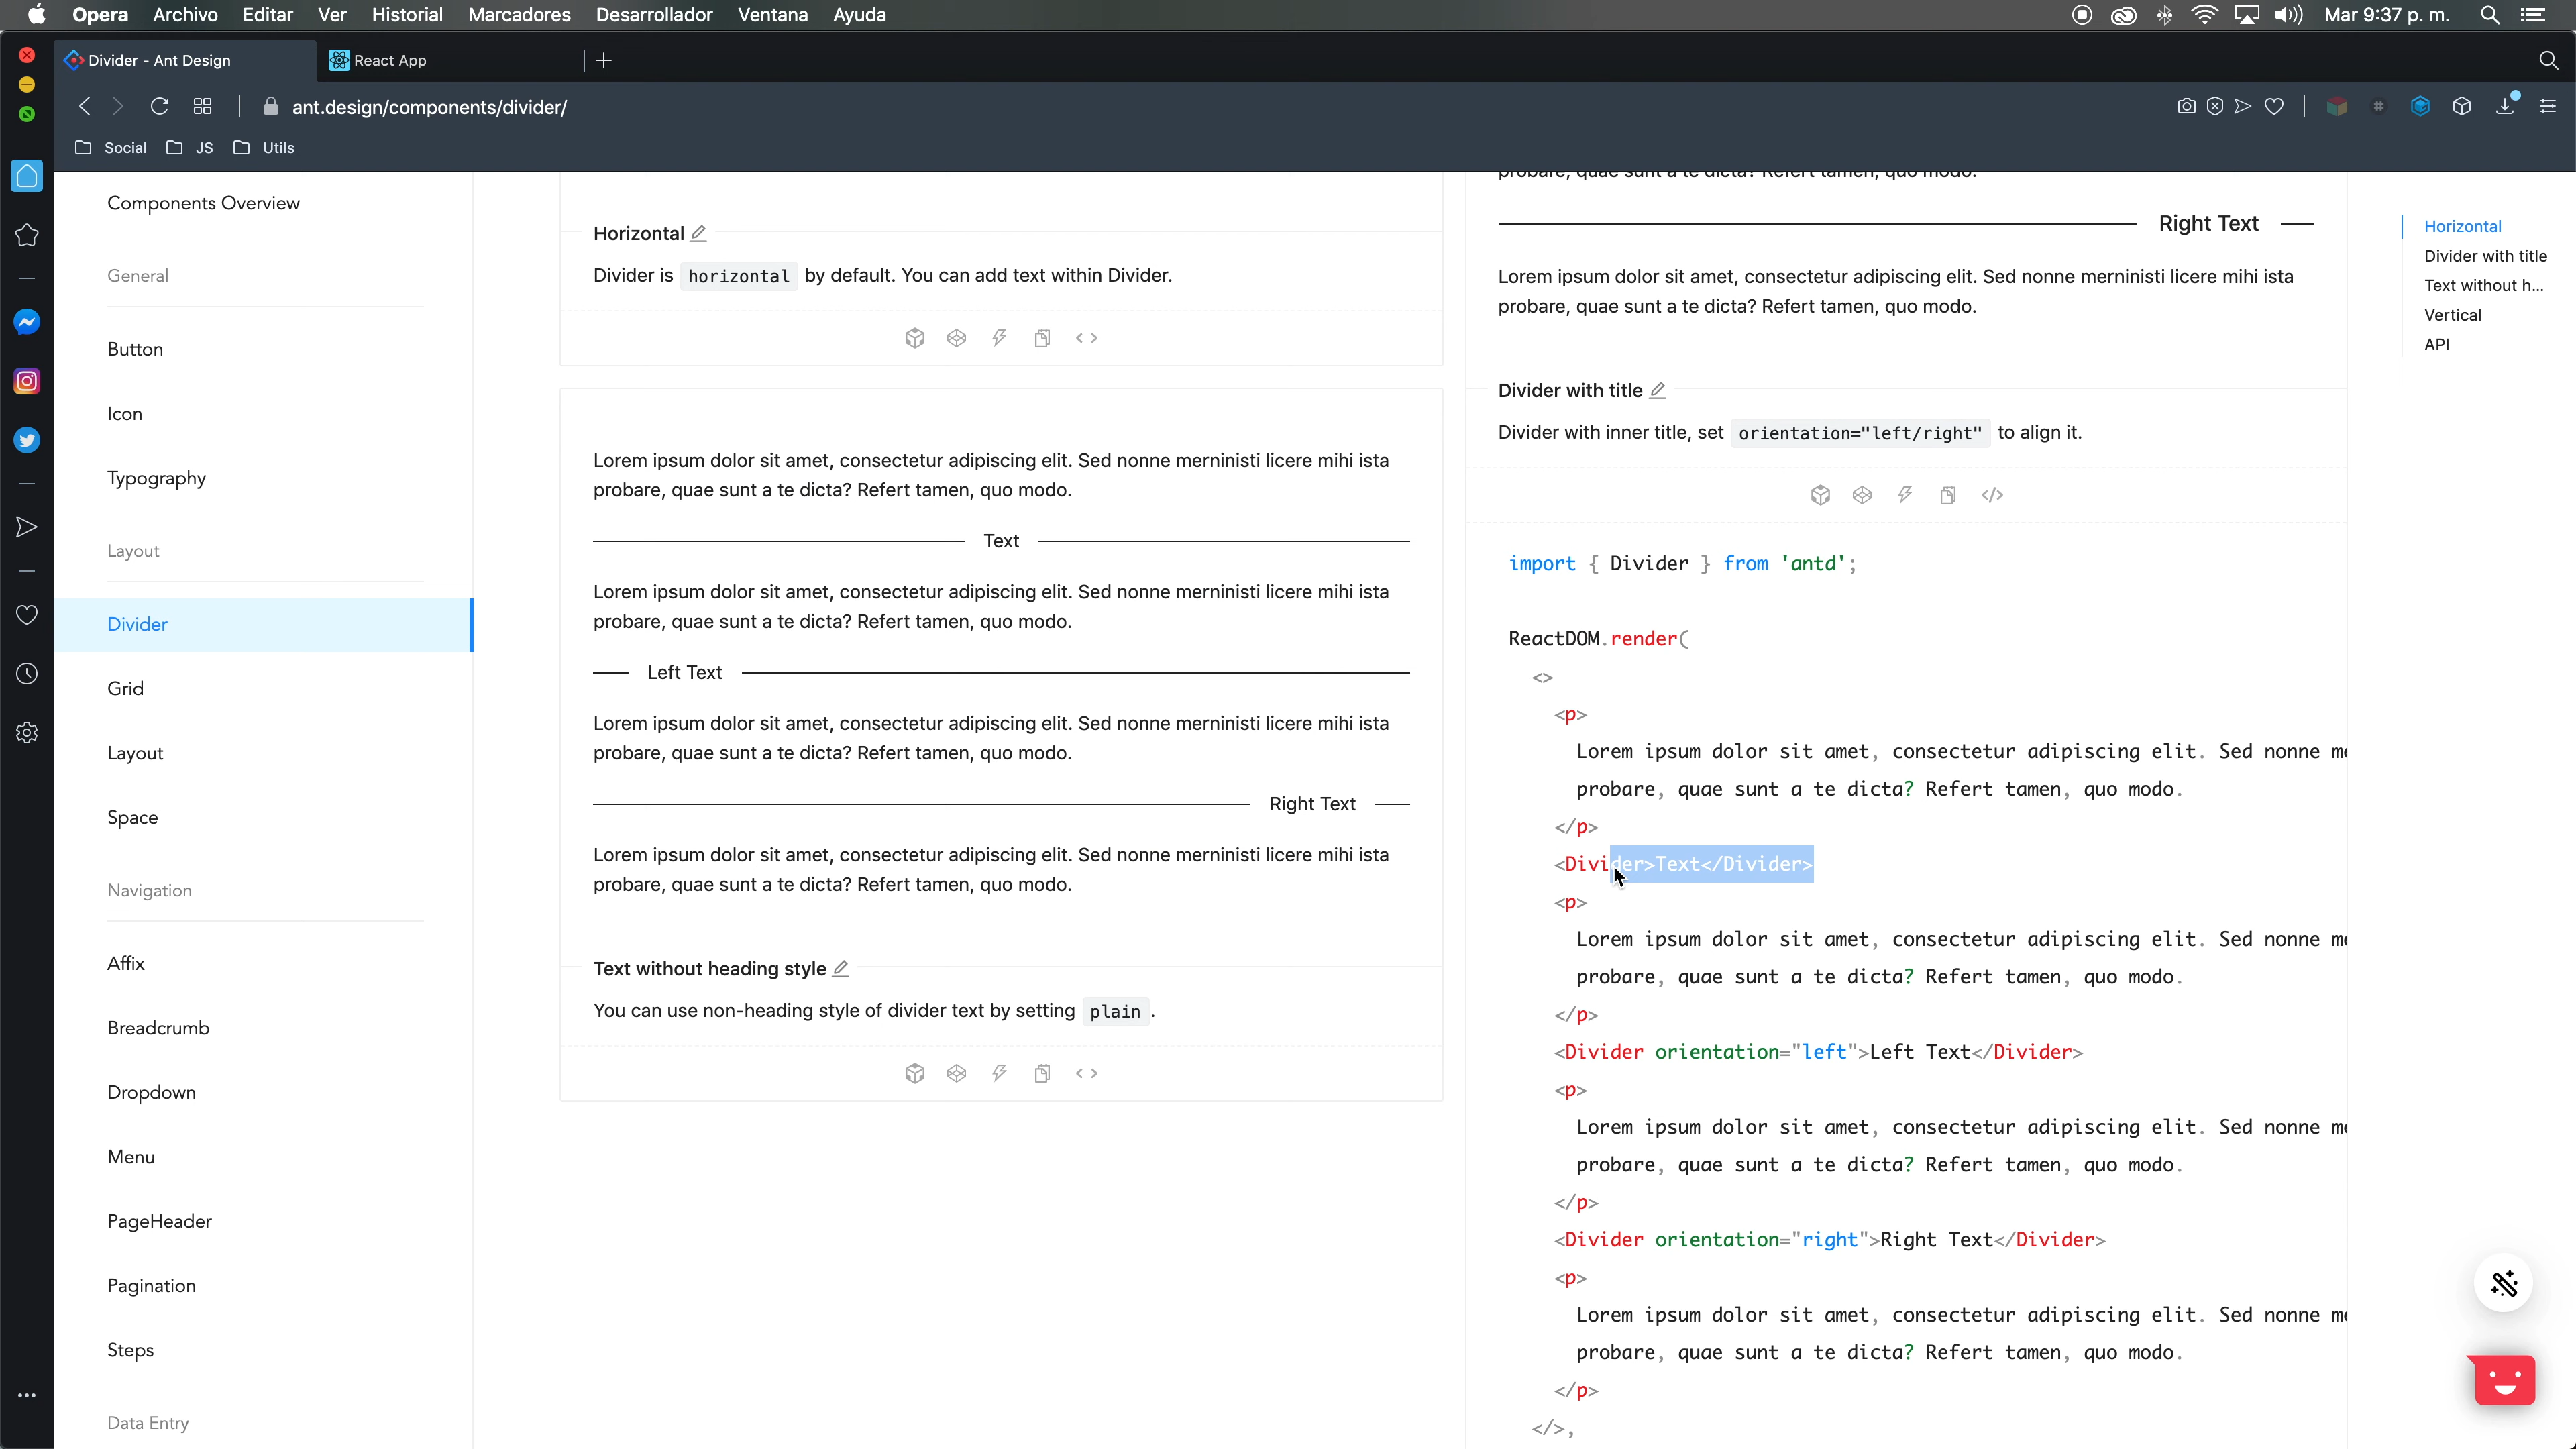 Opera Archivo Editar Ver Historial Marcadores Desarrollador Ventana Ayuda Mar 9:37 p. m.
Divider - Ant Design React App
ant.design/components/divider/
Social JS Utils
Components Overview
General
Button
Icon
Typography
Layout
Divider
Grid
Layout
Space
Navigation
Affix
Breadcrumb
Dropdown
Menu
PageHeader
Pagination
Steps
Data Entry
Horizontal
Divider is horizontal by default. You can add text within Divider.
Lorem ipsum dolor sit amet, consectetur adipiscing elit. Sed nonne merninisti licere mihi ista
probare, quae sunt a te dicta? Refert tamen, quo modo.
Text
Lorem ipsum dolor sit amet, consectetur adipiscing elit. Sed nonne merninisti licere mihi ista
probare, quae sunt a te dicta? Refert tamen, quo modo.
Left Text
Lorem ipsum dolor sit amet, consectetur adipiscing elit. Sed nonne merninisti licere mihi ista
probare, quae sunt a te dicta? Refert tamen, quo modo.
Right Text
Lorem ipsum dolor sit amet, consectetur adipiscing elit. Sed nonne merninisti licere mihi ista
probare, quae sunt a te dicta? Refert tamen, quo modo.
Text without heading style
You can use non-heading style of divider text by setting plain .
probare, quae sunt a te dicta? Refert tamen, quo modo.
Right Text
Lorem ipsum dolor sit amet, consectetur adipiscing elit. Sed nonne merninisti licere mihi ista
probare, quae sunt a te dicta? Refert tamen, quo modo.
Divider with title
Divider with inner title, set orientation="left/right" to align it.
import { Divider } from 'antd';
ReactDOM.render(
<>
<p>
Lorem ipsum dolor sit amet, consectetur adipiscing elit. Sed nonne
probare, quae sunt a te dicta? Refert tamen, quo modo.
</p>
<Divider>Text</Divider>
<p>
Lorem ipsum dolor sit amet, consectetur adipiscing elit. Sed nonne
probare, quae sunt a te dicta? Refert tamen, quo modo.
</p>
<Divider orientation="left">Left Text</Divider>
<p>
Lorem ipsum dolor sit amet, consectetur adipiscing elit. Sed nonne
probare, quae sunt a te dicta? Refert tamen, quo modo.
</p>
<Divider orientation="right">Right Text</Divider>
<p>
Lorem ipsum dolor sit amet, consectetur adipiscing elit. Sed nonne
probare, quae sunt a te dicta? Refert tamen, quo modo.
</p>
</>,
Horizontal
Divider with title
Text without h...
Vertical
API